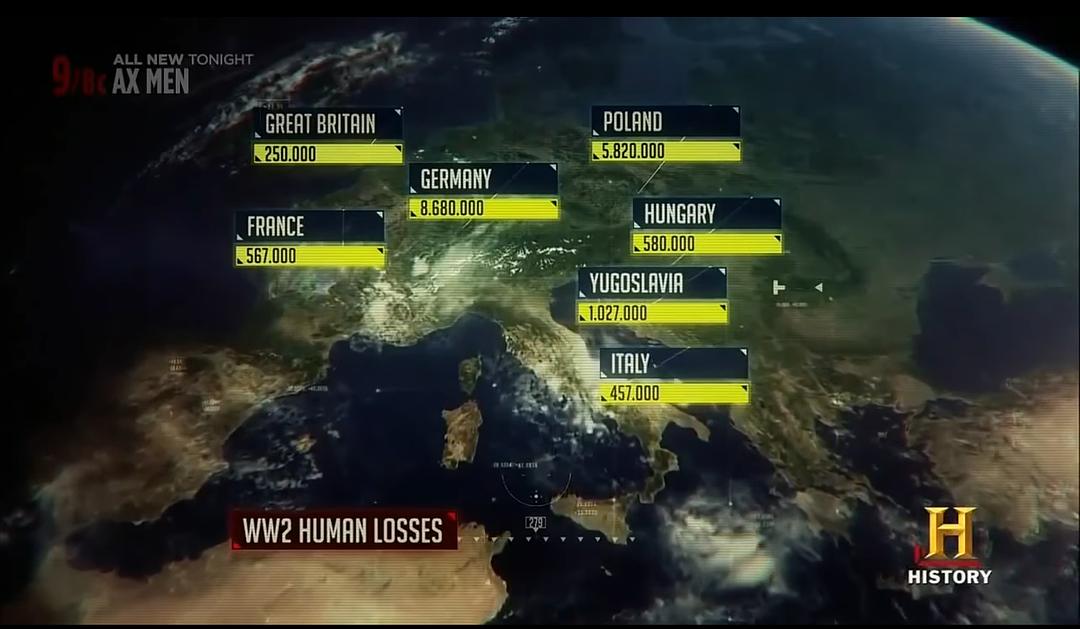 9/8c
ALL NEW TONIGHT
AX MEN
GREAT BRITAIN
250.000
POLAND
5.820.000
GERMANY
8.680.000
HUNGARY
580.000
FRANCE
567.000
YUGOSLAVIA
1.027.000
ITALY
457.000
279
WW2 HUMAN LOSSES
H
HISTORY